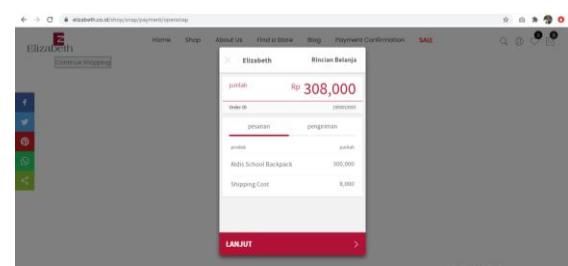 elizabeth.co.id/shop/snap/payment/opensnap
Elizabeth
Home Shop About Us Find a Store Blog Payment Confirmation SALE
0 0
Continue Shopping
Elizabeth Rincian Belanja
jumlah Rp 308,000
Order ID
pesanan pengiriman
produk jumlah
Aldis School Backpack 300,000
Shipping Cost 8,000
LANJUT